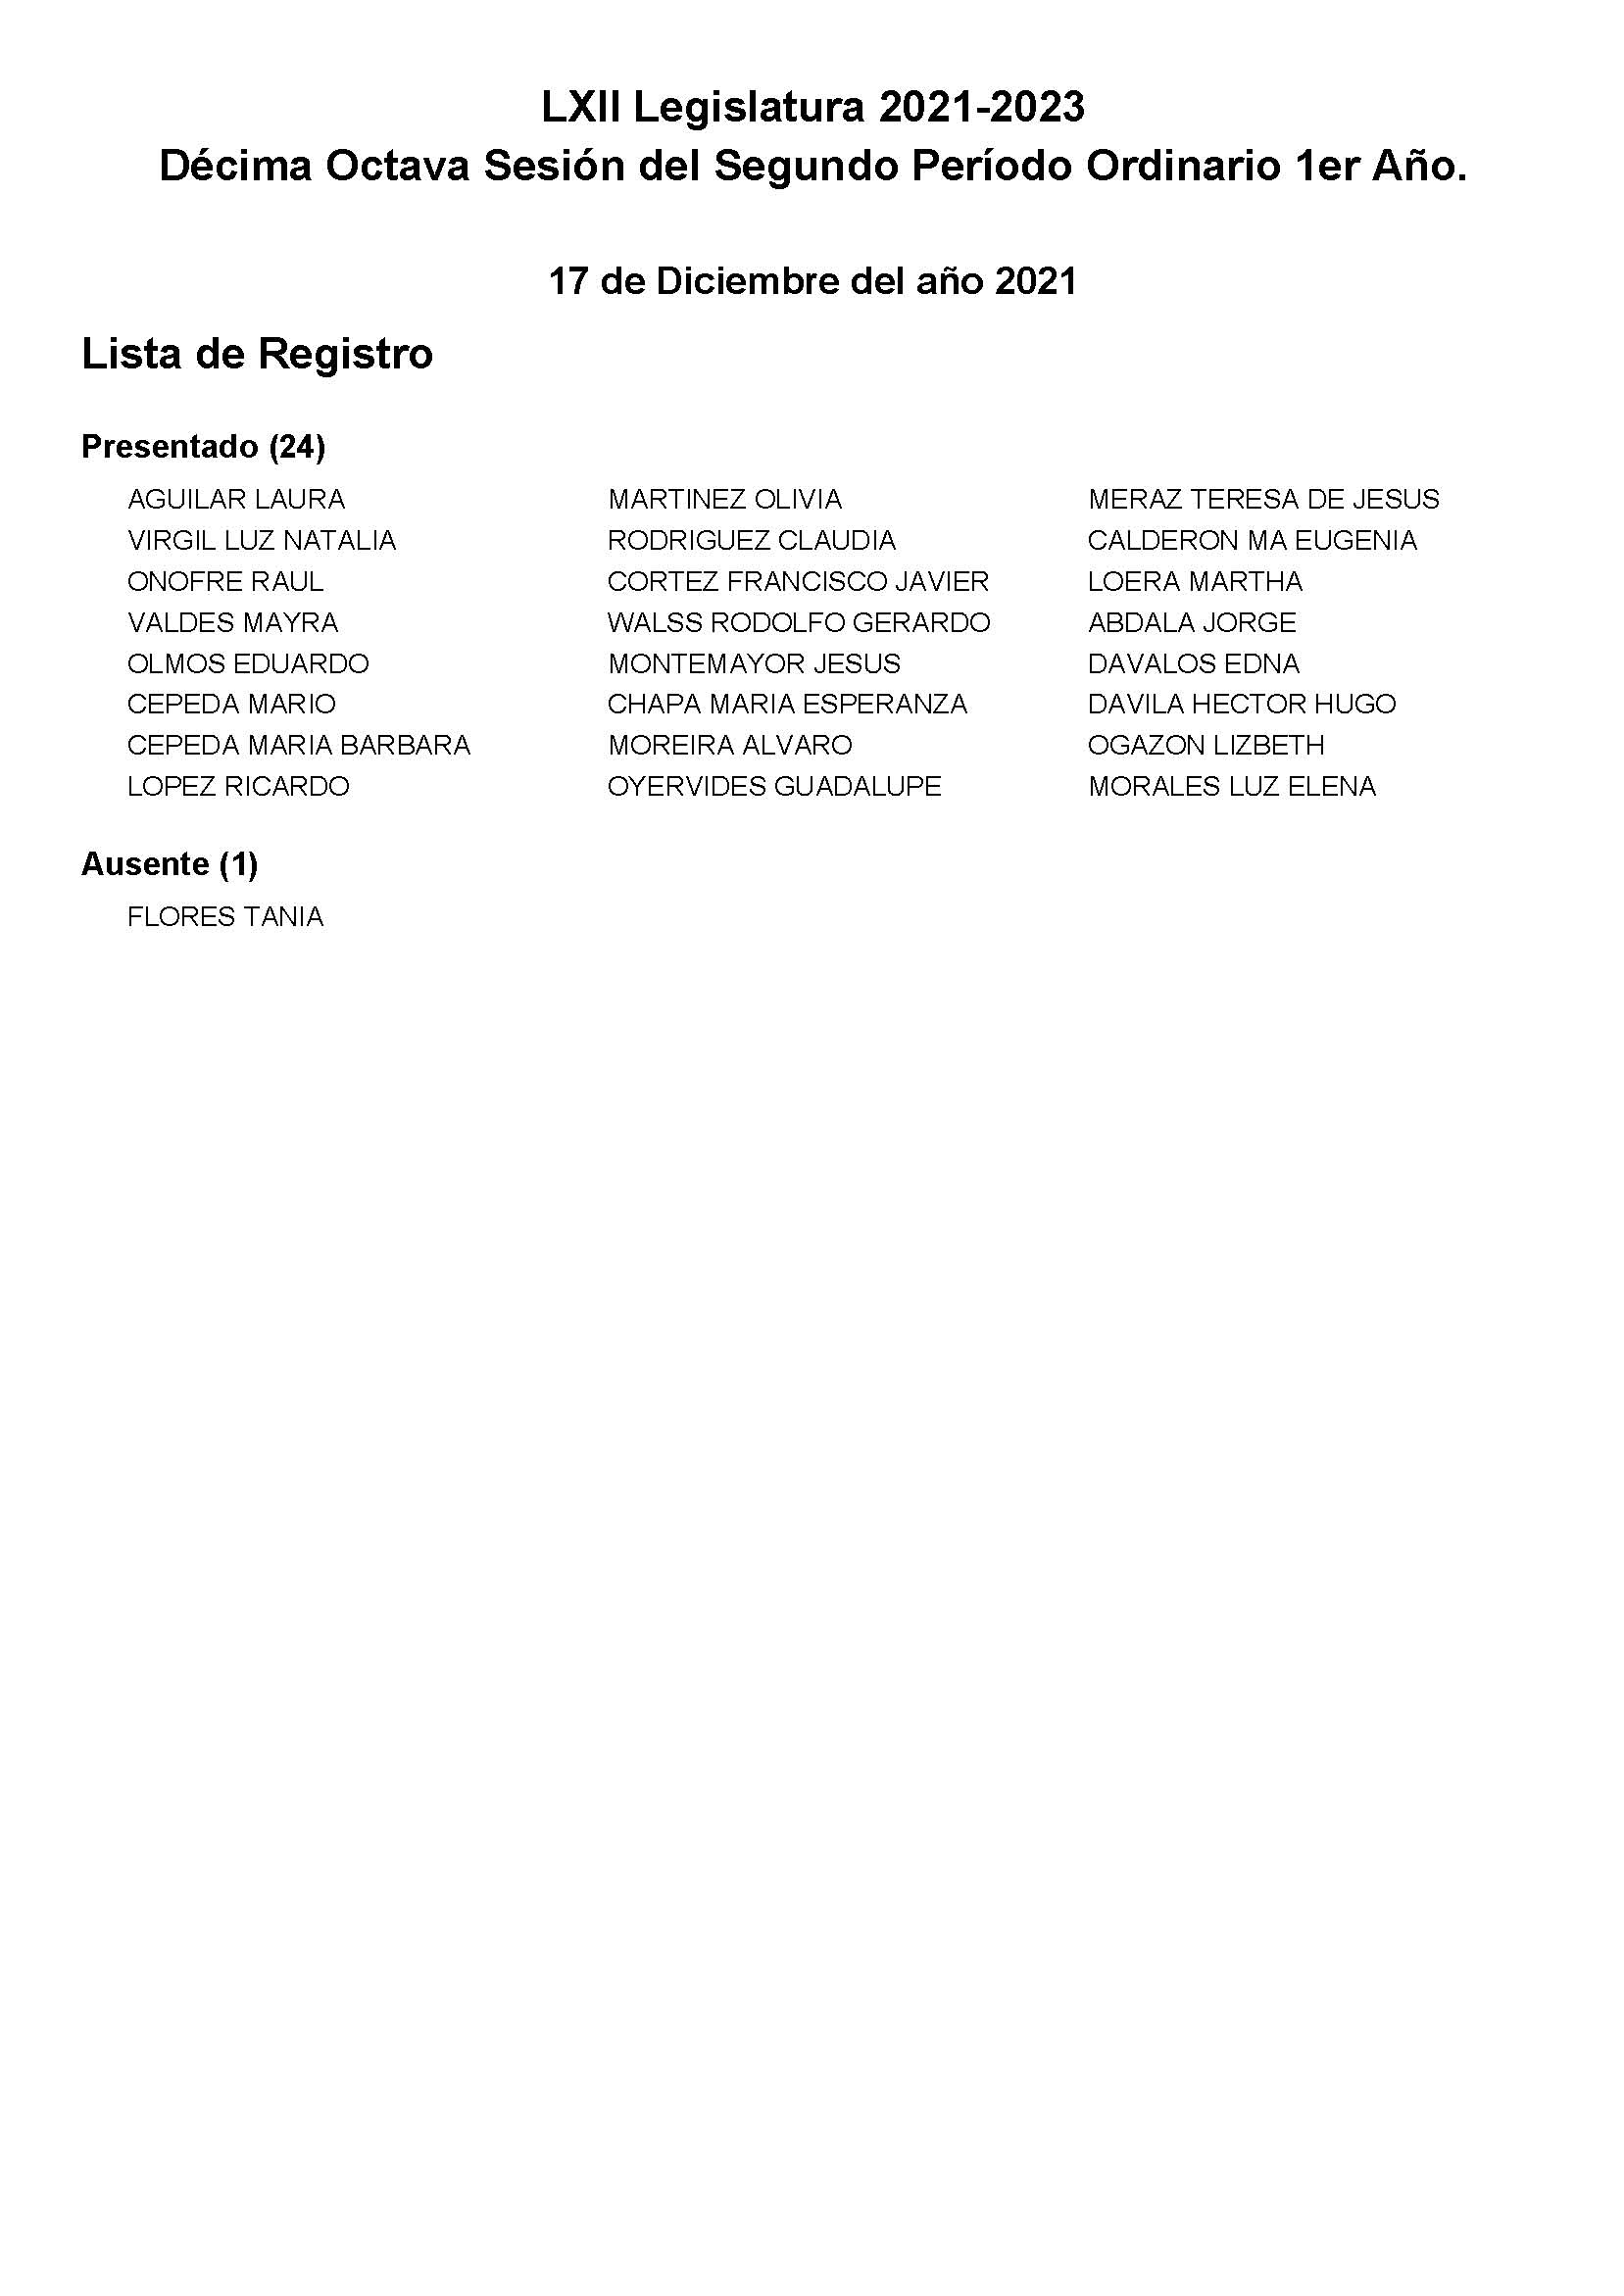 LXII Legislatura 2021-2023
Décima Octava Sesión del Segundo Período Ordinario 1er Año.
17 de Diciembre del año 2021
Lista de Registro
Presentado (24)
AGUILAR LAURA MARTINEZ OLIVIA MERAZ TERESA DE JESUS
VIRGIL LUZ NATALIA RODRIGUEZ CLAUDIA CALDERON MA EUGENIA
ONOFRE RAUL CORTEZ FRANCISCO JAVIER LOERA MARTHA
VALDES MAYRA WALSS RODOLFO GERARDO ABDALA JORGE
OLMOS EDUARDO MONTEMAYOR JESUS DAVALOS EDNA
CEPEDA MARIO CHAPA MARIA ESPERANZA DAVILA HECTOR HUGO
CEPEDA MARIA BARBARA MOREIRA ALVARO OGAZON LIZBETH
LOPEZ RICARDO OYERVIDES GUADALUPE MORALES LUZ ELENA
Ausente (1)
FLORES TANIA